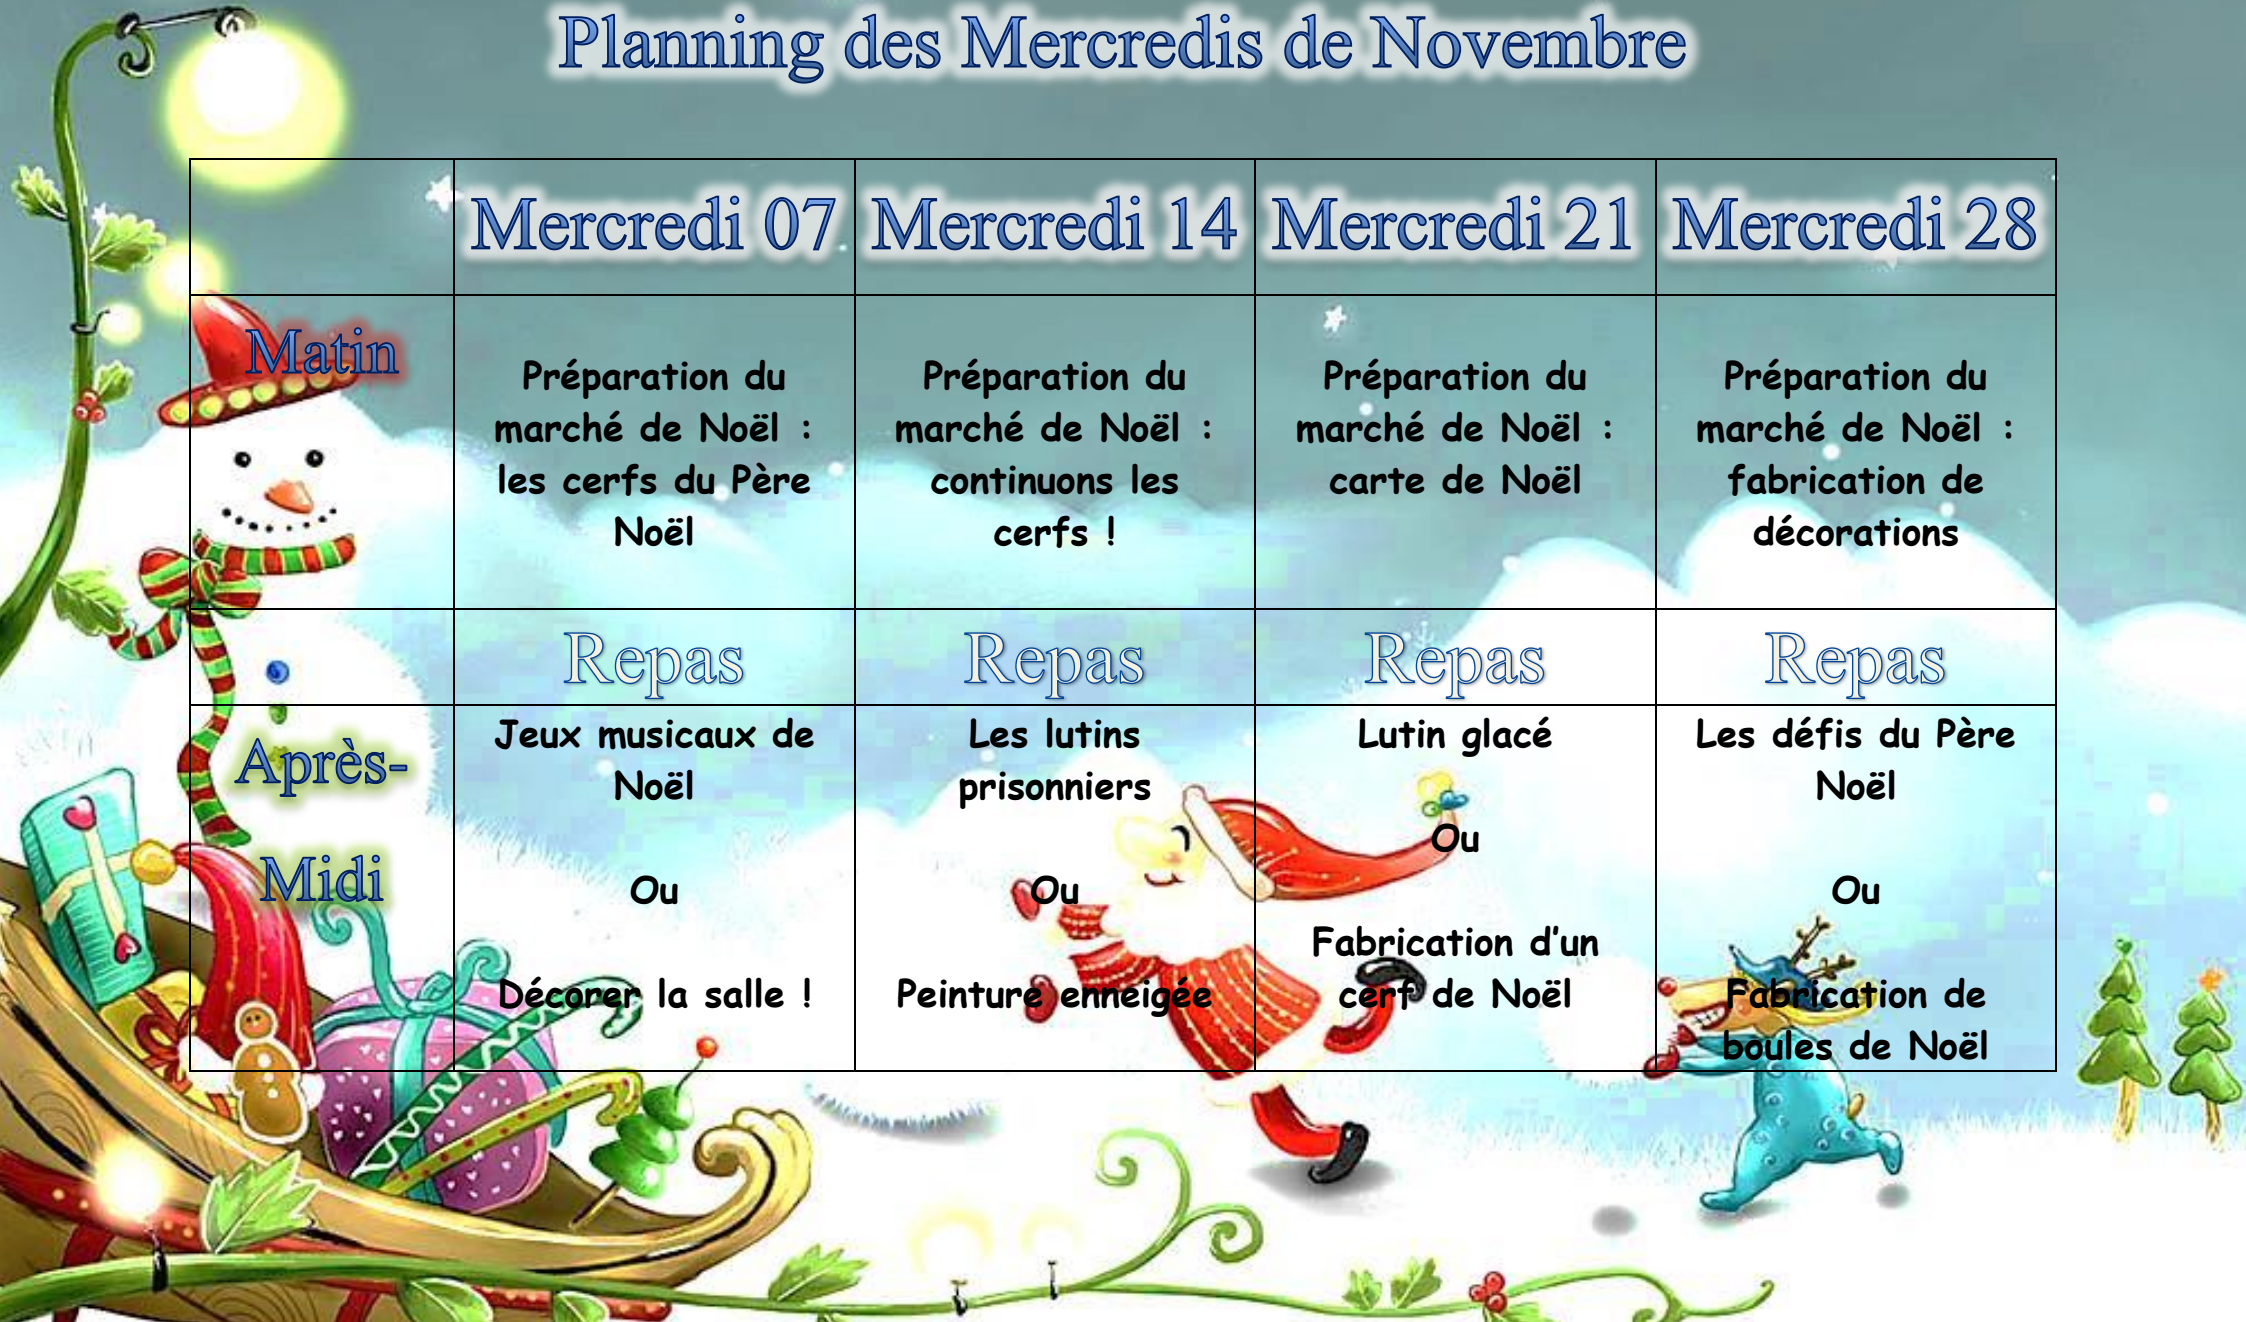 Planning des Mercredis de Novembre
Mercredi 07
Mercredi 14
Mercredi 21
Mercredi 28
Matin
Préparation du
marché de Noël :
les cerfs du Père
Noël
Préparation du
marché de Noël :
continuons les
cerfs !
Préparation du
marché de Noël :
carte de Noël
Préparation du
marché de Noël :
fabrication de
décorations
Repas
Repas
Repas
Repas
Après-
Midi
Jeux musicaux de
Noël
Ou
Décorer la salle !
Les lutins
prisonniers
Ou
Peinture enneigée
Lutin glacé
Ou
Fabrication d’un
cerf de Noël
Les défis du Père
Noël
Ou
Fabrication de
boules de Noël